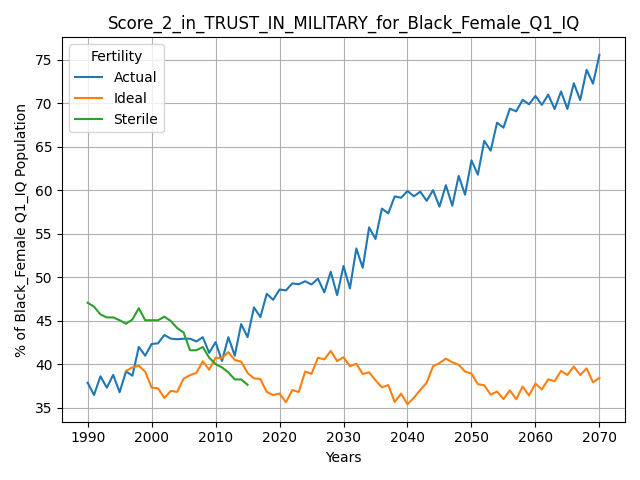 Score_2_in_TRUST_IN_MILITARY_for_Black_Female_Q1_IQ
Fertility
Actual
Ideal
Sterile
% of Black_Female Q1_IQ Population
75
70
65
60
55
50
45
40
35
1990 2000 2010 2020 2030 2040 2050 2060 2070
Years